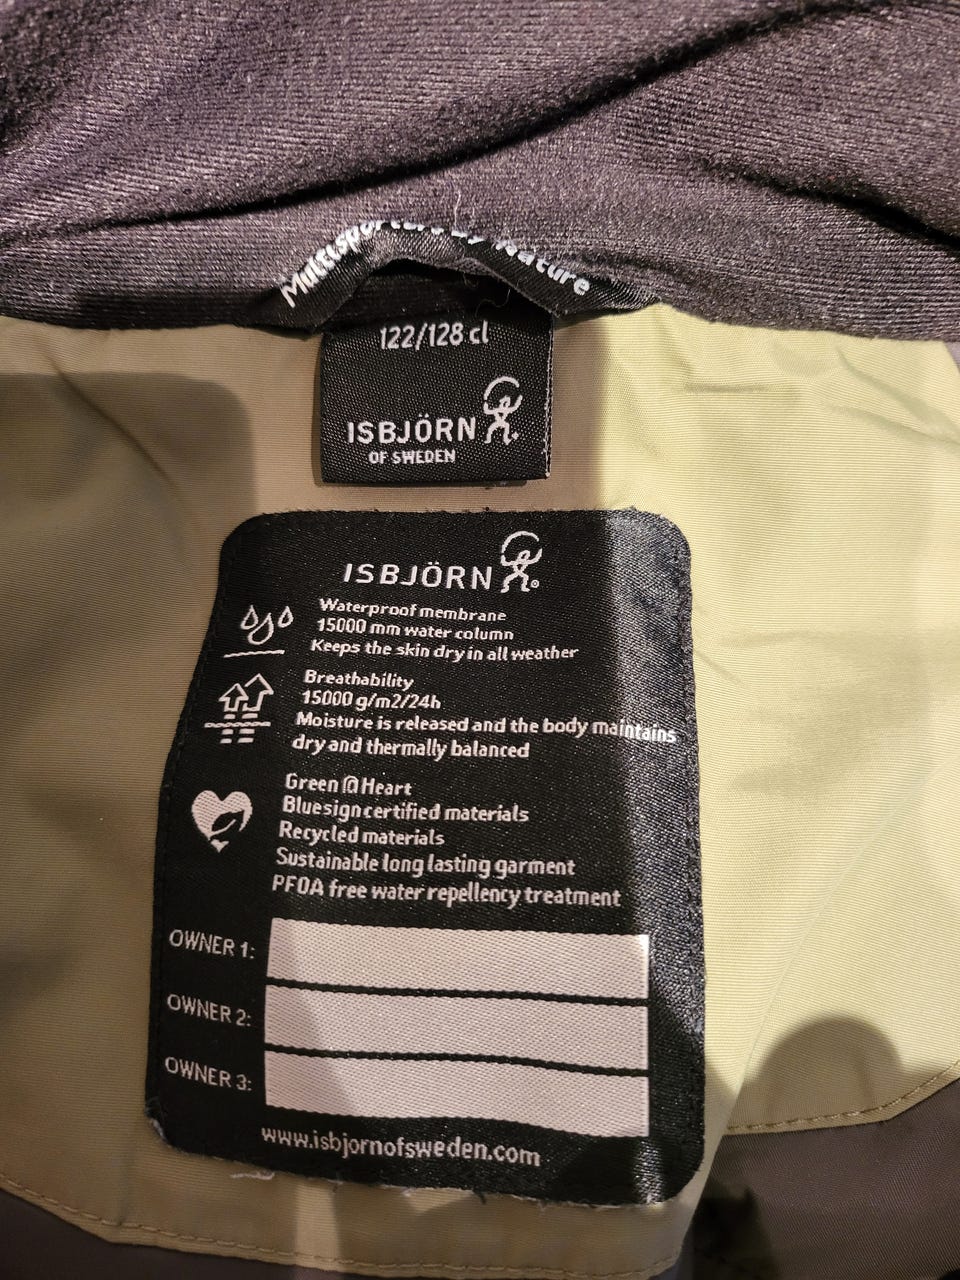 Multisporters by Nature
122/128 cl
ISBJÖRN
OF SWEDEN
ISBJÖRN
Waterproof membrane
15000 mm water column
Keeps the skin dry in all weather
Breathability
15000 g/m2/24h
Moisture is released and the body maintains
dry and thermally balanced
Green @ Heart
Bluesign certified materials
Recycled materials
Sustainable long lasting garment
PFOA free water repellency treatment
OWNER 1:
OWNER 2:
OWNER 3:
www.isbjornofsweden.com